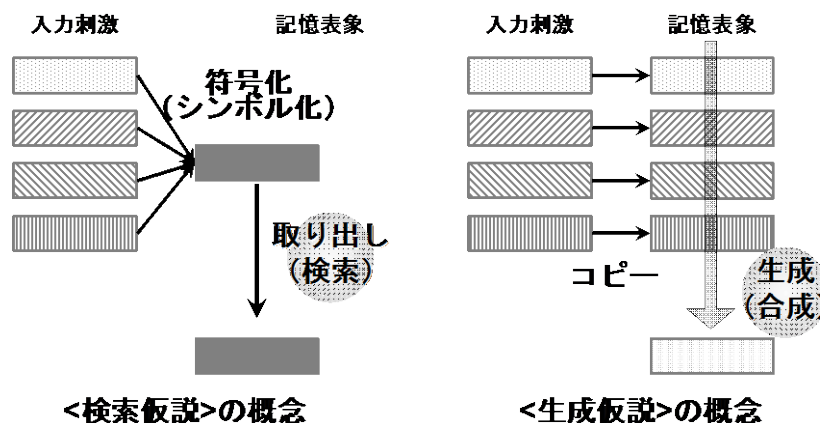 入力刺激
記憶表象
符号化
(シンボル化)
取り出し
(検索)
<検索仮説>の概念
入力刺激
記憶表象
コピー
生成
(合成)
<生成仮説>の概念